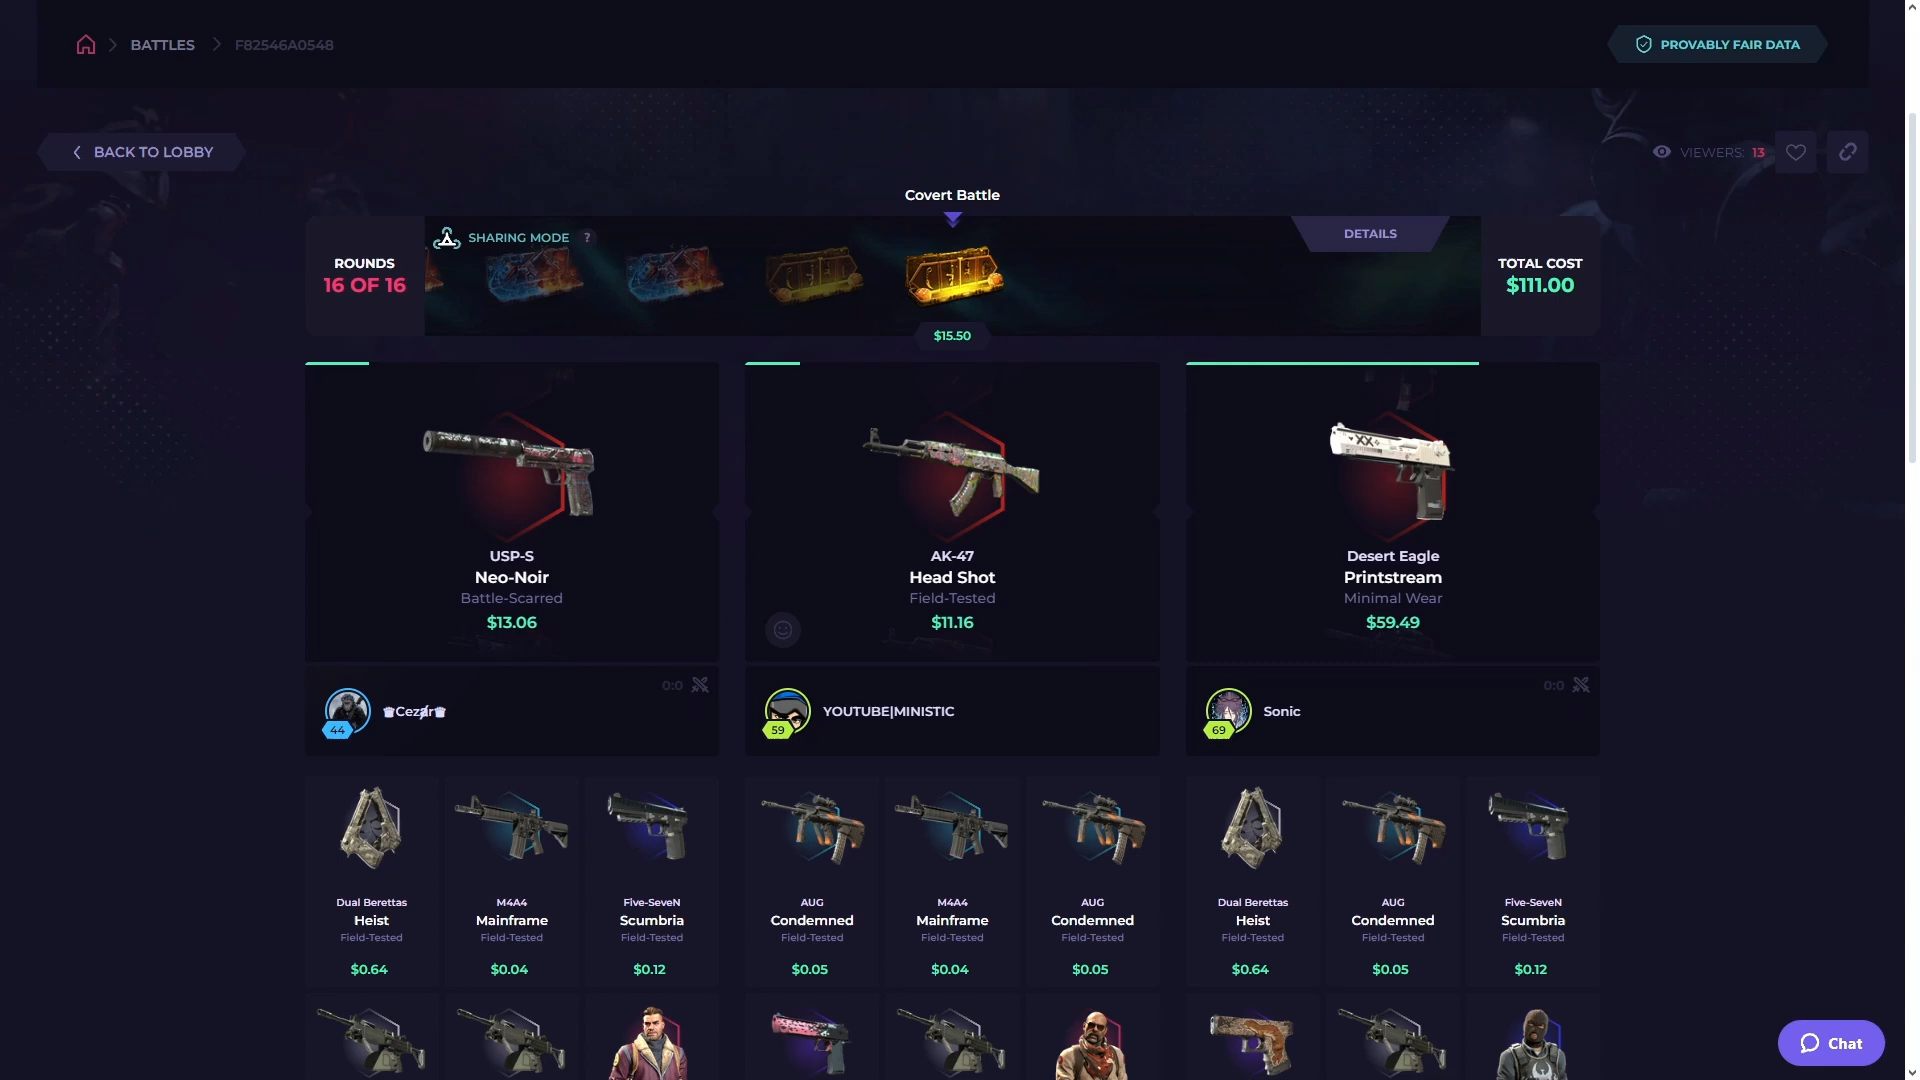 BATTLES
F82546A0548
PROVABLY FAIR DATA
BACK TO LOBBY
VIEWERS: 13
Covert Battle
ROUNDS
16 OF 16
SHARING MODE ?
DETAILS
TOTAL COST
$111.00
$15.50
USP-S
Neo-Noir
Battle-Scarred
$13.06
AK-47
Head Shot
Field-Tested
$11.16
Desert Eagle
Printstream
Minimal Wear
$59.49
0:0
44
♛CezȺr♛
59
YOUTUBE|MINISTIC
0:0
69
Sonic
Dual Berettas
Heist
Field-Tested
$0.64
M4A4
Mainframe
Field-Tested
$0.04
Five-SeveN
Scumbria
Field-Tested
$0.12
AUG
Condemned
Field-Tested
$0.05
M4A4
Mainframe
Field-Tested
$0.04
AUG
Condemned
Field-Tested
$0.05
Dual Berettas
Heist
Field-Tested
$0.64
AUG
Condemned
Field-Tested
$0.05
Five-SeveN
Scumbria
Field-Tested
$0.12
Chat